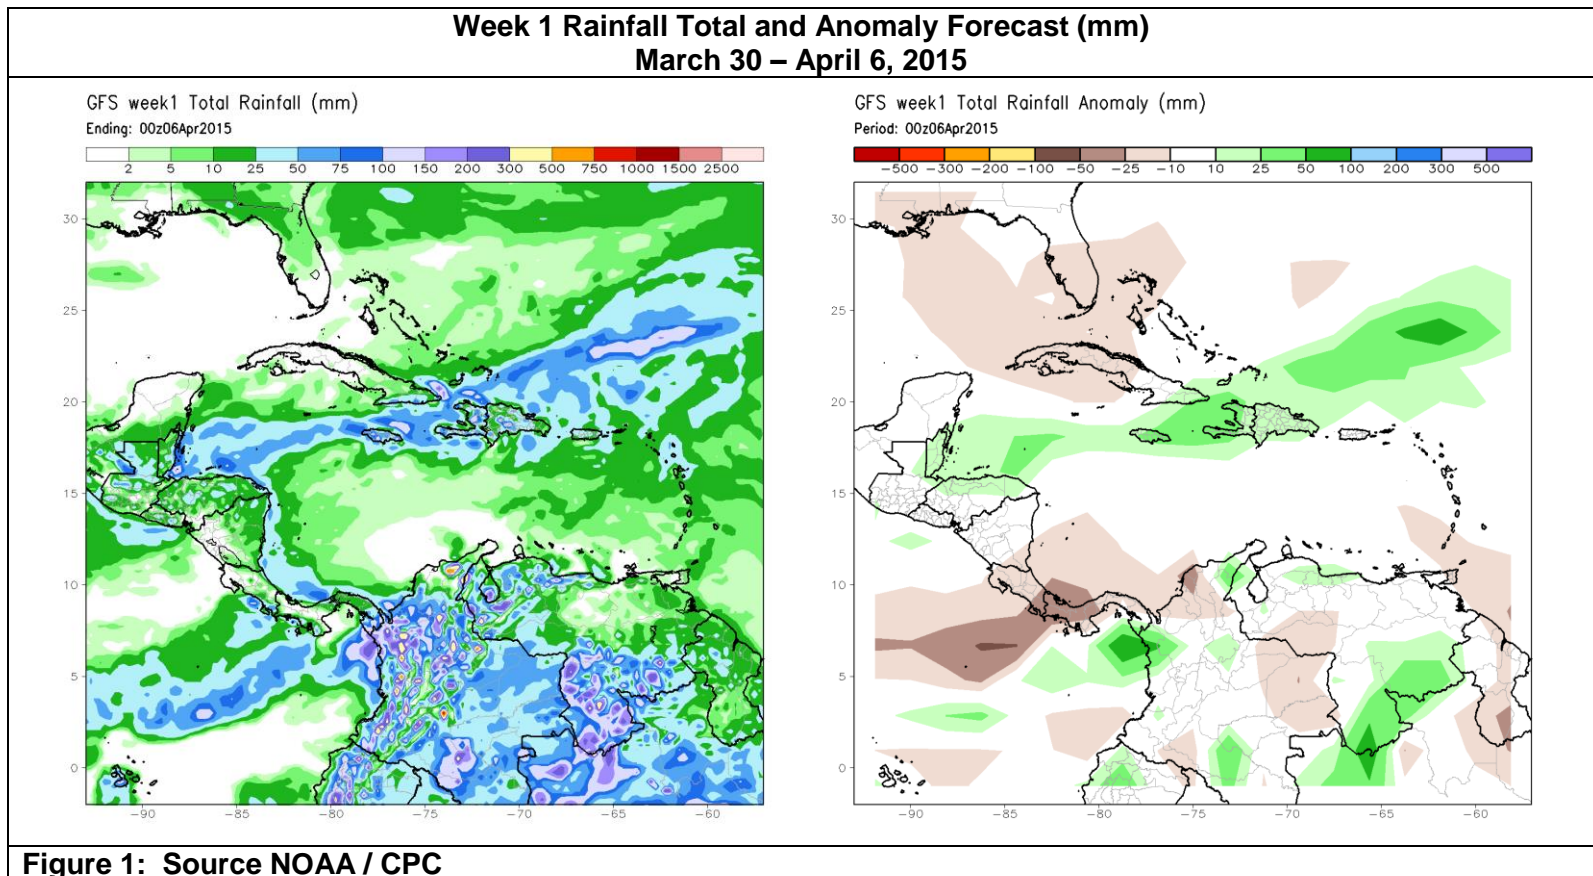 Week 1 Rainfall Total and Anomaly Forecast (mm)
March 30 – April 6, 2015
GFS week1 Total Rainfall (mm)
Ending: 00z06Apr2015
2 5 10 25 50 75 100 150 200 300 500 750 1000 1500 2500
30
25
20
15
10
5
0
-90 -85 -80 -75 -70 -65 -60
GFS week1 Total Rainfall Anomaly (mm)
Period: 00z06Apr2015
-500 -300 -200 -100 -50 -25 -10 10 25 50 100 200 300 500
30
25
20
15
10
5
0
-90 -85 -80 -75 -70 -65 -60
Figure 1: Source NOAA / CPC